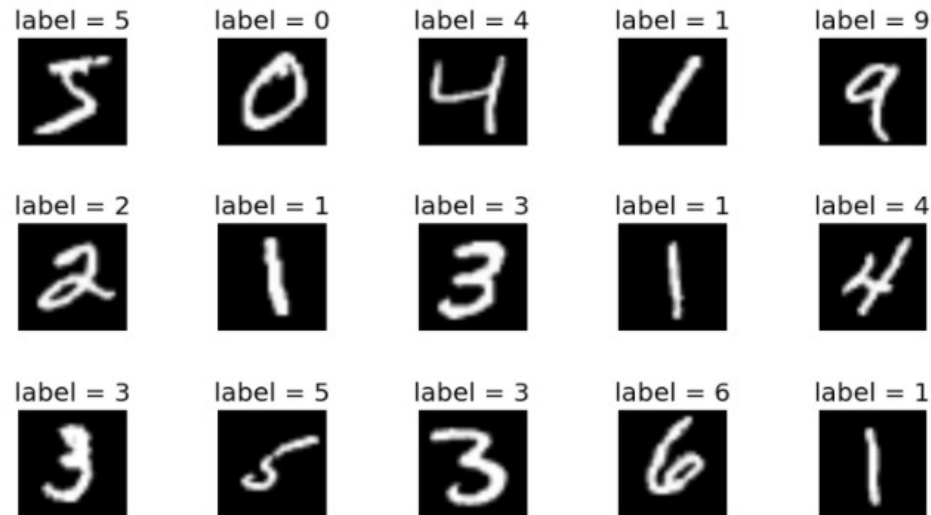 label = 5 label = 0 label = 4 label = 1 label = 9
5 0 4 1 9
label = 2 label = 1 label = 3 label = 1 label = 4
2 1 3 1 4
label = 3 label = 5 label = 3 label = 6 label = 1
3 5 3 6 1